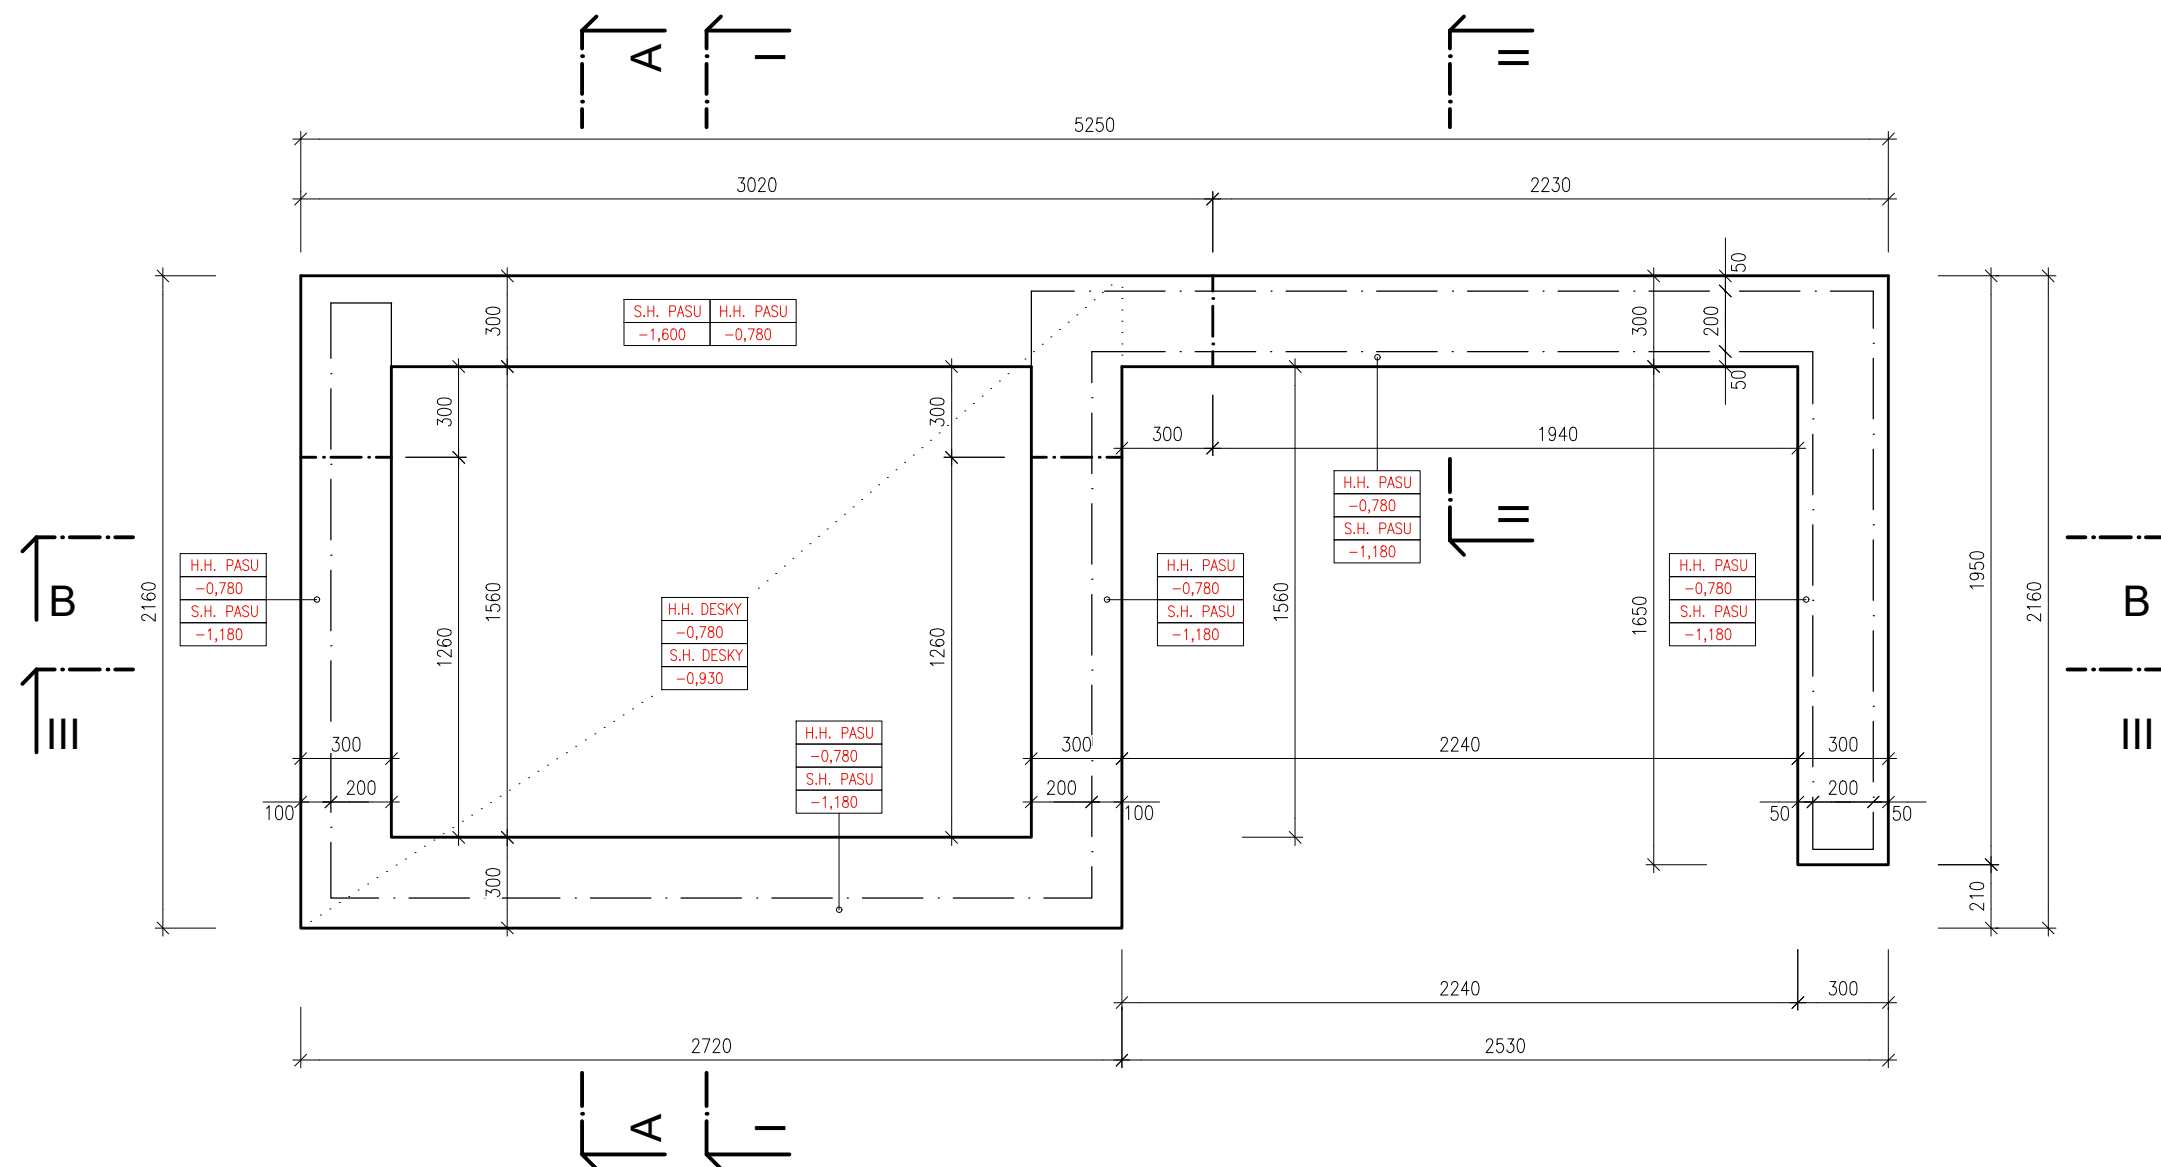 A I II
5250
3020 2230
50
S.H. PASU H.H. PASU
-1,600 -0,780
300 300 200
50
300 300
300 1940
H.H. PASU
-0,780
S.H. PASU
-1,180
B
2160
H.H. PASU
-0,780
S.H. PASU
-1,180
1260 1560
H.H. DESKY
-0,780
S.H. DESKY
-0,930
1260
H.H. PASU
-0,780
S.H. PASU
-1,180
1560
II
1650
H.H. PASU
-0,780
S.H. PASU
-1,180
1950 2160
B
III
III
H.H. PASU
-0,780
S.H. PASU
-1,180
300 300 2240 300
200 200 200
100 100 50 50
300 210
2240 300
2720 2530
A I